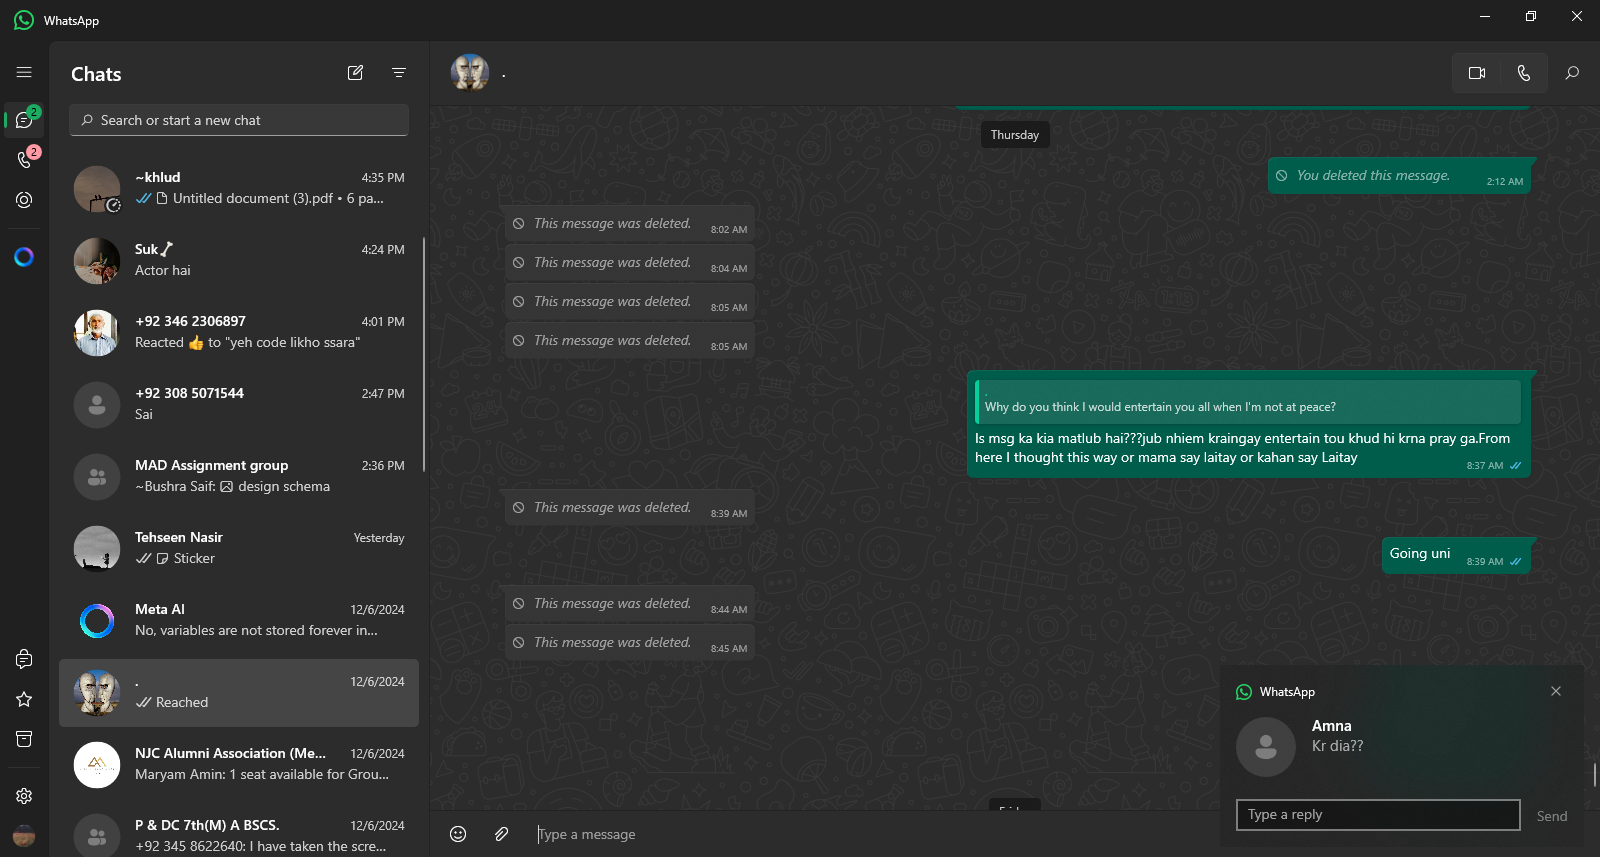 WhatsApp
Chats
Search or start a new chat
2
2
~khlud
4:35 PM
Untitled document (3).pdf • 6 pa...
Suk🦴
4:24 PM
Actor hai
+92 346 2306897
4:01 PM
Reacted 👍 to "yeh code likho ssara"
+92 308 5071544
2:47 PM
Sai
MAD Assignment group
2:36 PM
~Bushra Saif: design schema
Tehseen Nasir
Yesterday
Sticker
Meta AI
12/6/2024
No, variables are not stored forever in...
.
12/6/2024
Reached
NJC Alumni Association (Me...
12/6/2024
Maryam Amin: 1 seat available for Grou...
P & DC 7th(M) A BSCS.
12/6/2024
+92 345 8622640: I have taken the scre...
.
Thursday
You deleted this message.
2:12 AM
This message was deleted.
8:02 AM
This message was deleted.
8:04 AM
This message was deleted.
8:05 AM
This message was deleted.
8:05 AM
.
Why do you think I would entertain you all when I'm not at peace?
Is msg ka kia matlub hai???jub nhiem kraingay entertain tou khud hi krna pray ga.From
here I thought this way or mama say laitay or kahan say Laitay
8:37 AM
This message was deleted.
8:39 AM
Going uni
8:39 AM
This message was deleted.
8:44 AM
This message was deleted.
8:45 AM
Type a message
WhatsApp
Amna
Kr dia??
Type a reply
Send